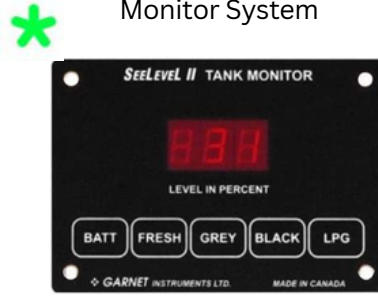 Monitor System
SEELEVEL II TANK MONITOR
31
LEVEL IN PERCENT
BATT FRESH GREY BLACK LPG
GARNET INSTRUMENTS LTD. MADE IN CANADA